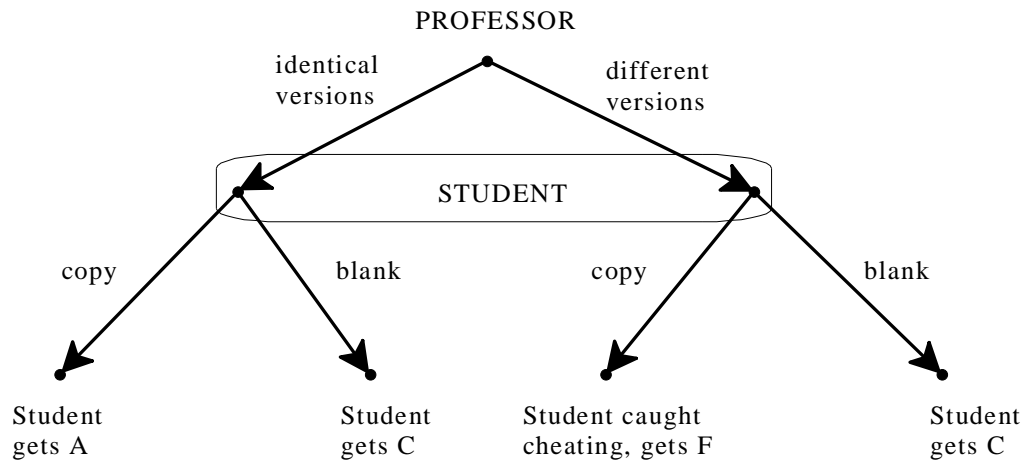 PROFESSOR
identical
versions
different
versions
STUDENT
copy
blank
copy
blank
Student
gets A
Student
gets C
Student caught
cheating, gets F
Student
gets C